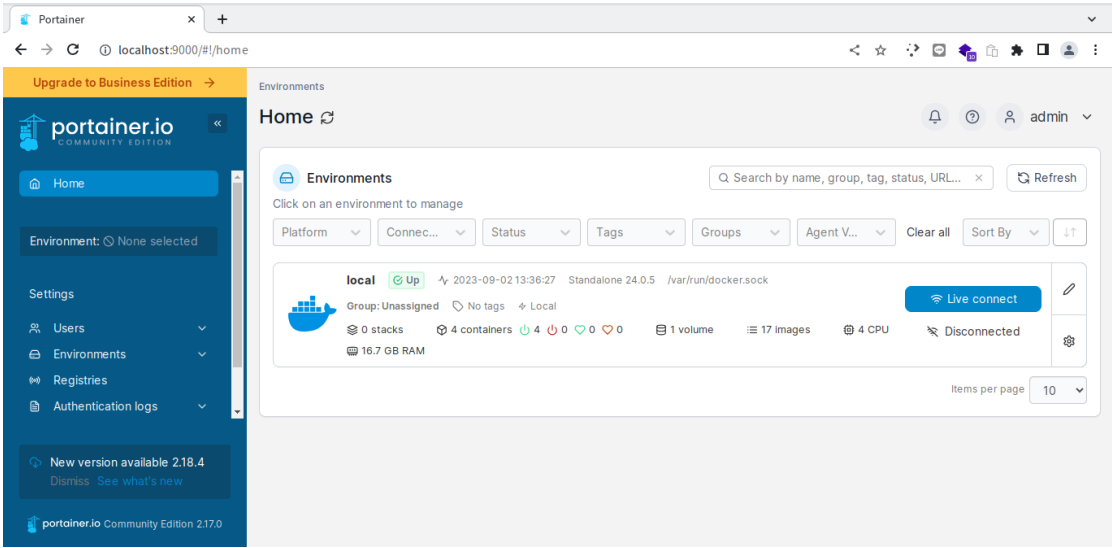 Portainer
localhost:9000/#!/home
10
Upgrade to Business Edition
portainer.io
COMMUNITY EDITION
Home
Environment: None selected
Settings
Users
Environments
Registries
Authentication logs
New version available 2.18.4
Dismiss See what's new
portainer.io Community Edition 2.17.0
Environments
Home
admin
Environments
Search by name, group, tag, status, URL...
Refresh
Click on an environment to manage
Platform Connec... Status Tags Groups Agent V... Clear all Sort By
local Up 2023-09-02 13:36:27 Standalone 24.0.5 /var/run/docker.sock
Group: Unassigned No tags Local
Live connect
0 stacks 4 containers 4 0 0 0 1 volume 17 images 4 CPU
Disconnected
16.7 GB RAM
Items per page 10